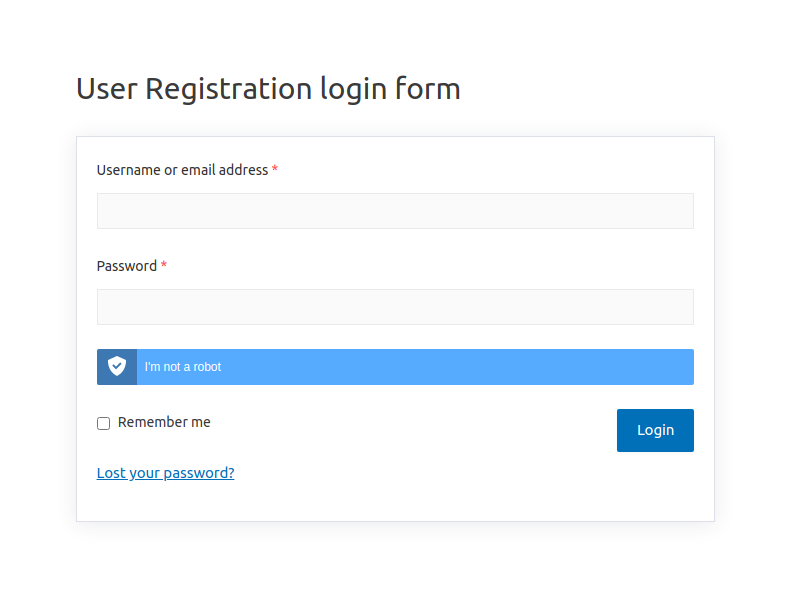 User Registration login form
Username or email address *
Password *
I'm not a robot
Remember me
Login
Lost your password?